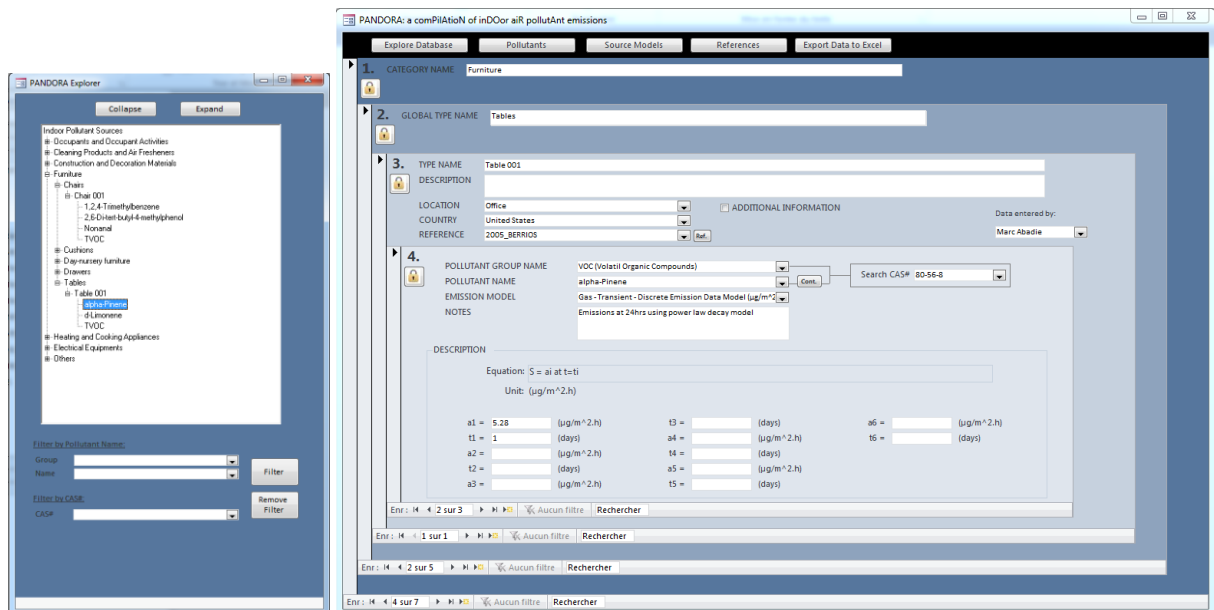 PANDORA Explorer
Collapse Expand
Indoor Pollutant Sources
Occupants and Occupant Activities
Cleaning Products and Air Fresheners
Construction and Decoration Materials
Furniture
Chairs
Chair 001
1,2,4-Trimethylbenzene
2,6-Di-tert-butyl-4-methylphenol
Nonanal
TVOC
Cushions
Day-nursery furniture
Drawers
Tables
Table 001
alpha-Pinene
d-Limonene
TVOC
Heating and Cooking Appliances
Electrical Equipments
Others
Filter by Pollutant Name:
Group
Name
Filter
Filter by CAS#:
CAS#
Remove
Filter
PANDORA: a comPilAtioN of inDOor aiR pollutAnt emissions
Explore Database Pollutants Source Models References Export Data to Excel
1. CATEGORY NAME Furniture
2. GLOBAL TYPE NAME Tables
3. TYPE NAME Table 001
DESCRIPTION
LOCATION Office ADDITIONAL INFORMATION
COUNTRY United States Data entered by:
REFERENCE 2005_BERRIOS Ref. Marc Abadie
4. POLLUTANT GROUP NAME VOC (Volatil Organic Compounds)
POLLUTANT NAME alpha-Pinene Cont. Search CAS# 80-56-8
EMISSION MODEL Gas - Transient - Discrete Emission Data Model (µg/m^2
NOTES Emissions at 24hrs using power law decay model
DESCRIPTION
Equation: S = ai at t=ti
Unit: (µg/m^2.h)
a1 = 5.28 (µg/m^2.h) t3 = (days) a6 = (µg/m^2.h)
t1 = 1 (days) a4 = (µg/m^2.h) t6 = (days)
a2 = (µg/m^2.h) t4 = (days)
t2 = (days) a5 = (µg/m^2.h)
a3 = (µg/m^2.h) t5 = (days)
Enr : 2 sur 3 Aucun filtre Rechercher
Enr : 1 sur 1 Aucun filtre Rechercher
Enr : 2 sur 5 Aucun filtre Rechercher
Enr : 4 sur 7 Aucun filtre Rechercher